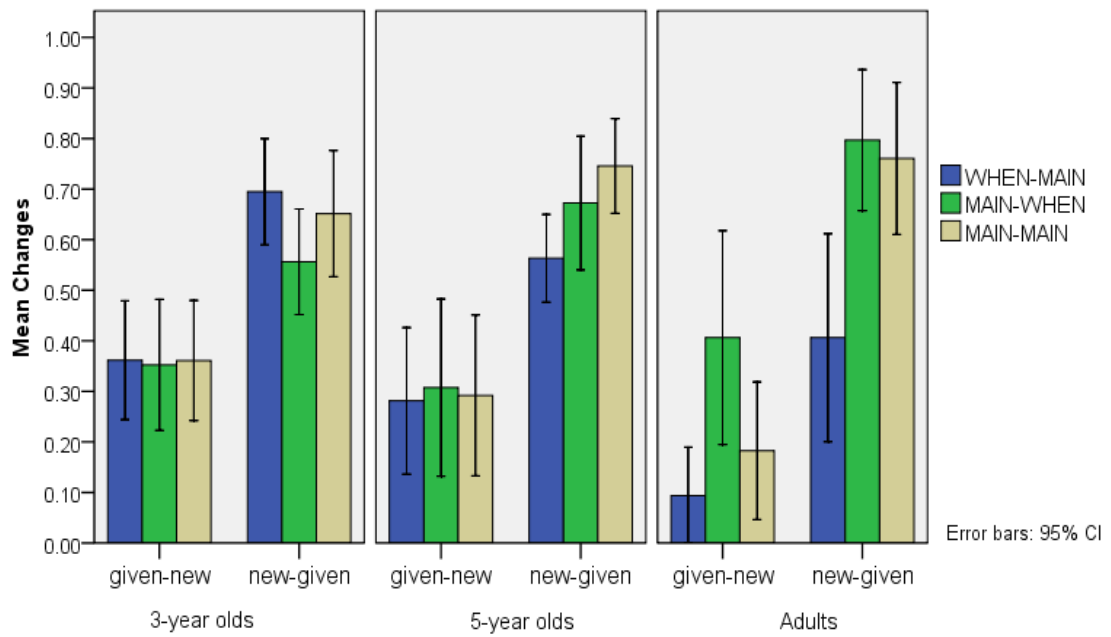 Mean Changes
1.00
0.90
0.80
0.70
0.60
0.50
0.40
0.30
0.20
0.10
0.00
given-new new-given given-new new-given given-new new-given
3-year olds 5-year olds Adults
WHEN-MAIN
MAIN-WHEN
MAIN-MAIN
Error bars: 95% CI